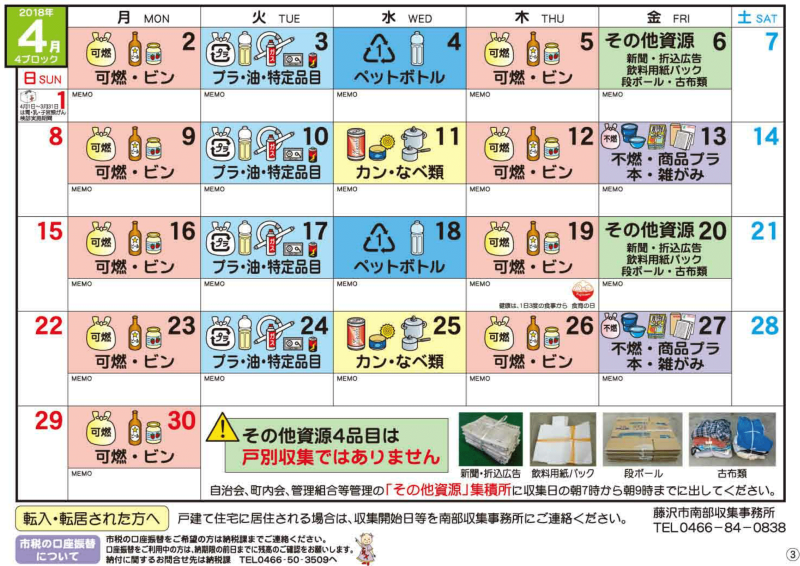 2018年
4月
4ブロック
月 MON
火 TUE
水 WED
木 THU
金 FRI
土 SAT
日 SUN
1
2
可燃
可燃・ビン
MEMO
3
プラ
プラ・油・特定品目
MEMO
4
1
ペットボトル
MEMO
5
可燃
可燃・ビン
MEMO
その他資源 6
新聞・折込広告
飲料用紙パック
段ボール・古布類
MEMO
7
8
9
可燃
可燃・ビン
MEMO
10
プラ
プラ・油・特定品目
MEMO
11
カン・なべ類
MEMO
12
可燃
可燃・ビン
MEMO
13
不燃
不燃・商品プラ
本・雑がみ
MEMO
14
15
16
可燃
可燃・ビン
MEMO
17
プラ
プラ・油・特定品目
MEMO
18
1
ペットボトル
MEMO
19
可燃
可燃・ビン
MEMO
健康は、1日3度の食事から 食育の日
その他資源 20
新聞・折込広告
飲料用紙パック
段ボール・古布類
MEMO
21
22
23
可燃
可燃・ビン
MEMO
24
プラ
プラ・油・特定品目
MEMO
25
カン・なべ類
MEMO
26
可燃
可燃・ビン
MEMO
27
不燃
不燃・商品プラ
本・雑がみ
MEMO
28
29
30
可燃
可燃・ビン
MEMO
その他資源4品目は
戸別収集ではありません
新聞・折込広告
飲料用紙パック
段ボール
古布類
自治会、町内会、管理組合等管理の「その他資源」集積所に収集日の朝7時から朝9時までに出してください。
転入・転居された方へ
戸建て住宅に居住される場合は、収集開始日等を南部収集事務所にご連絡ください。
藤沢市南部収集事務所
TEL0466-84-0838
市税の口座振替
について
市税の口座振替をご希望の方は納税課までご連絡ください。
口座振替をご利用中の方は、納期限の前日までに残高のご確認をお願いします。
納付に関するお問合せ先は納税課 TEL0466-50-3509へ
③